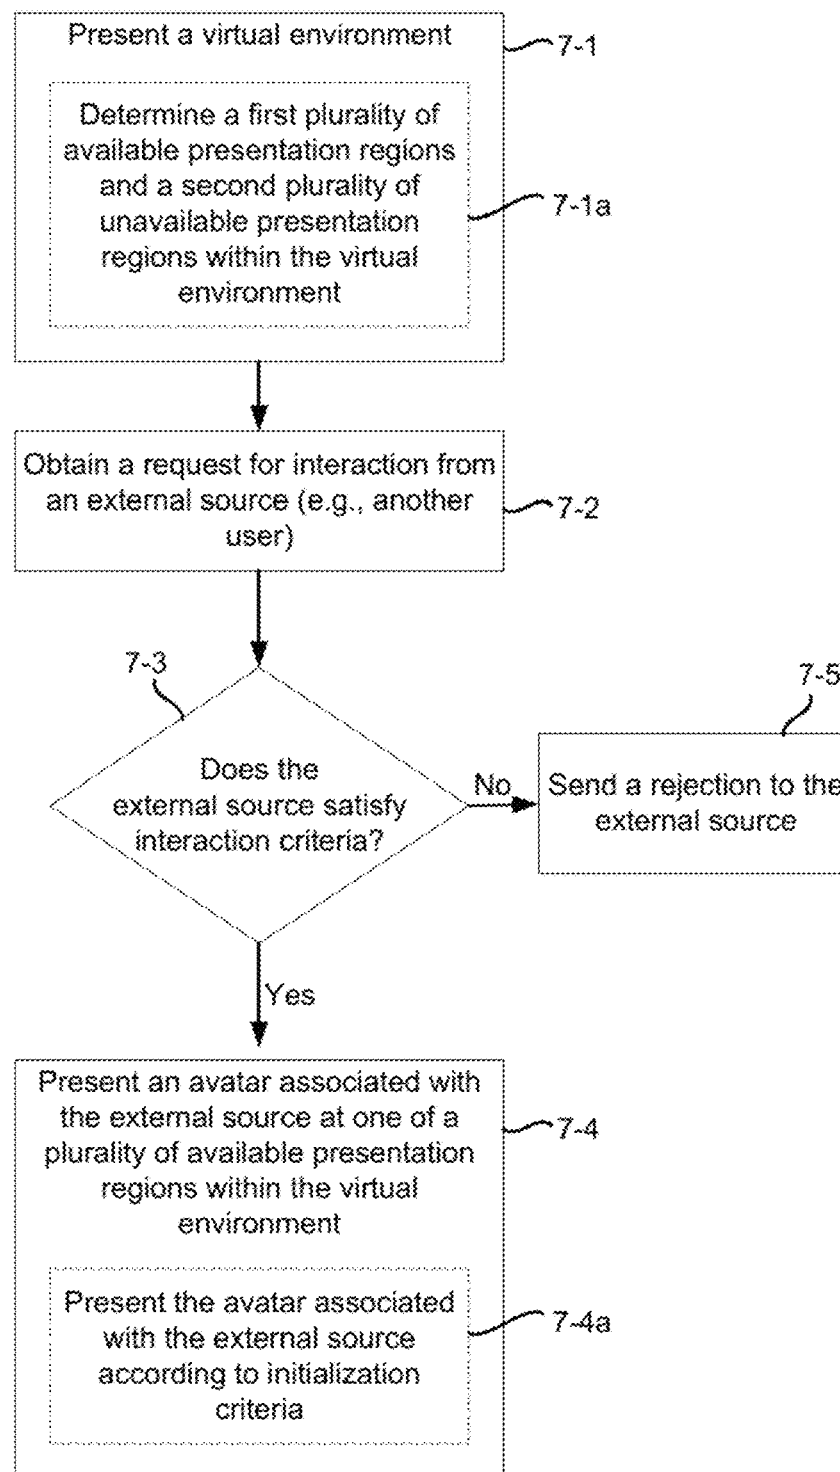 Present a virtual environment
7-1
Determine a first plurality of
available presentation regions
and a second plurality of
unavailable presentation
regions within the virtual
environment
7-1a
Obtain a request for interaction from
an external source (e.g., another
user)
7-2
7-3
Does the
external source satisfy
interaction criteria?
No
7-5
Send a rejection to the
external source
Yes
Present an avatar associated with
the external source at one of a
plurality of available presentation
regions within the virtual
environment
7-4
Present the avatar associated
with the external source
according to initialization
criteria
7-4a